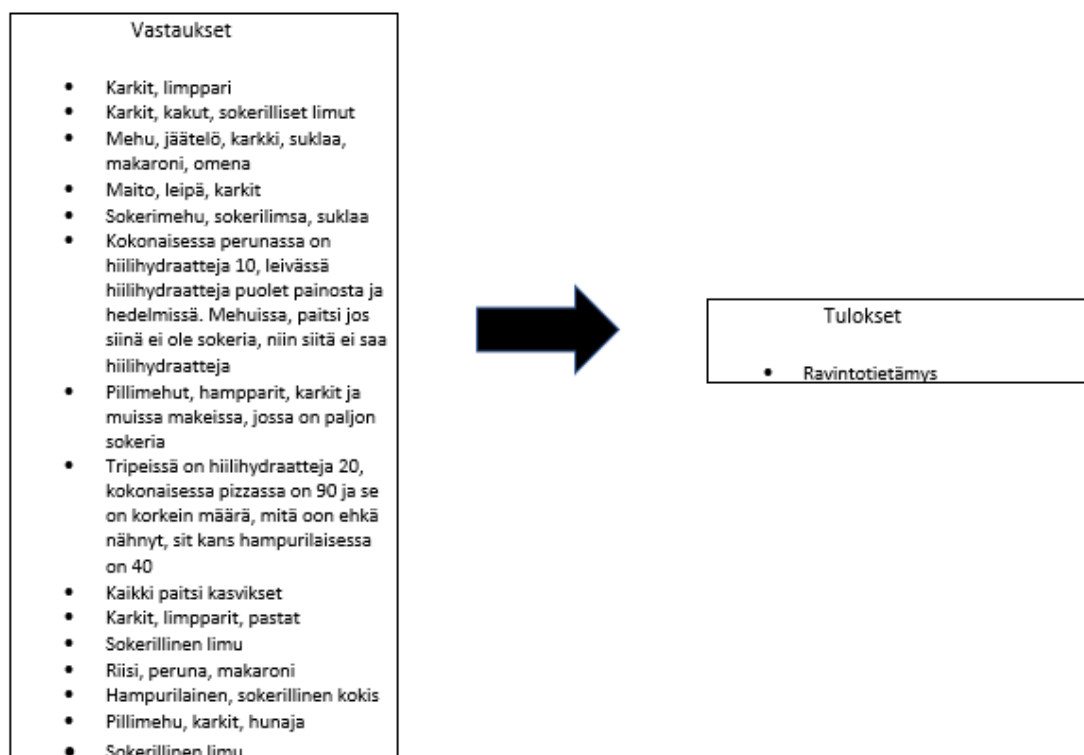 Vastaukset
• Karkit, limppari
• Karkit, kakut, sokerilliset limut
• Mehu, jäätelö, karkki, suklaa,
makaroni, omena
• Maito, leipä, karkit
• Sokerimehu, sokerilimsa, suklaa
• Kokonaisessa perunassa on
hiilihydraatteja 10, leivässä
hiilihydraatteja puolet painosta ja
hedelmissä. Mehuissa, paitsi jos
siinä ei ole sokeria, niin siitä ei saa
hiilihydraatteja
• Pillimehut, hampparit, karkit ja
muissa makeissa, jossa on paljon
sokeria
• Tripeissä on hiilihydraatteja 20,
kokonaisessa pizzassa on 90 ja se
on korkein määrä, mitä oon ehkä
nähnyt, sit kans hampurilaisessa
on 40
• Kaikki paitsi kasvikset
• Karkit, limpparit, pastat
• Sokerillinen limu
• Riisi, peruna, makaroni
• Hampurilainen, sokerillinen kokis
• Pillimehu, karkit, hunaja
• Sokerillinen limu
Tulokset
• Ravintotietämys